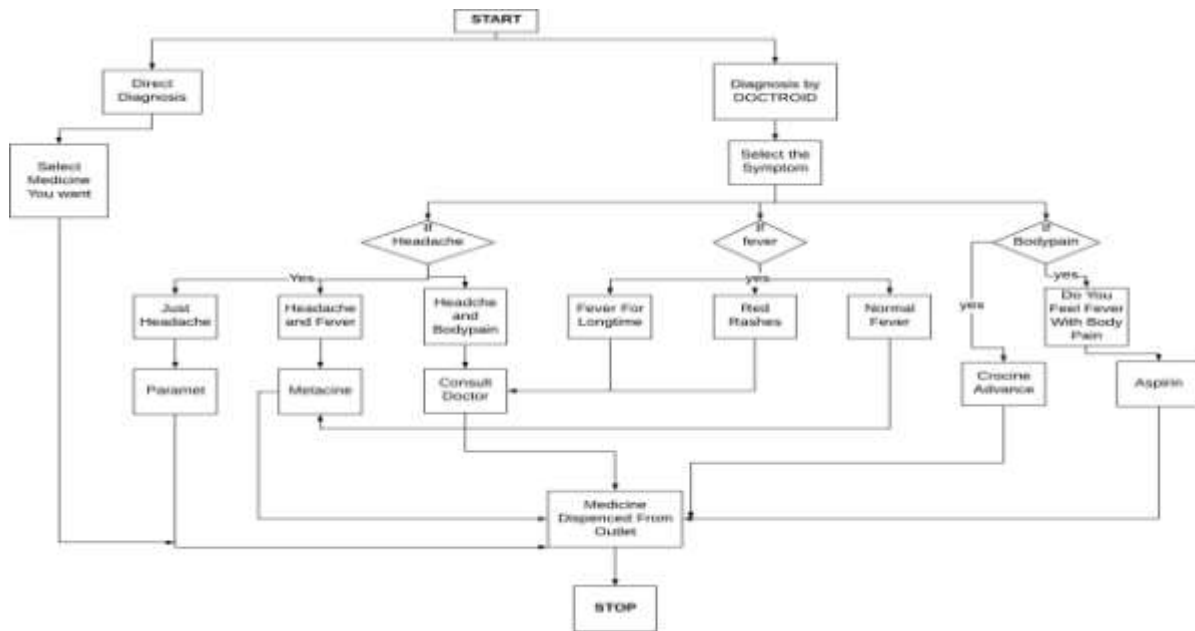 START
Direct
Diagnosis
Diagnosis by
DOCTROID
Select
Medicine
You want
Select the
Symptom
If
Headache
If
fever
If
Bodypain
Yes
yes
yes
yes
Just
Headache
Headache
and Fever
Headche
and
Bodypain
Fever For
Longtime
Red
Rashes
Normal
Fever
Do You
Feel Fever
With Body
Pain
Paramet
Metacine
Consult
Doctor
Crocine
Advance
Aspirin
Medicine
Dispenced From
Outlet
STOP